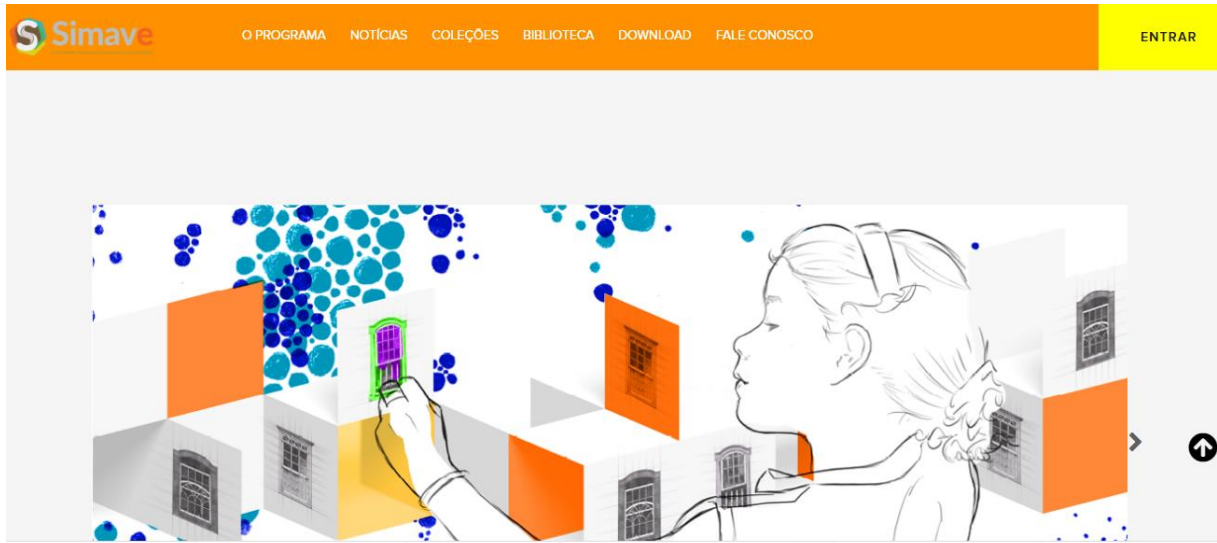 Simave
O PROGRAMA NOTÍCIAS COLEÇÕES BIBLIOTECA DOWNLOAD FALE CONOSCO
ENTRAR